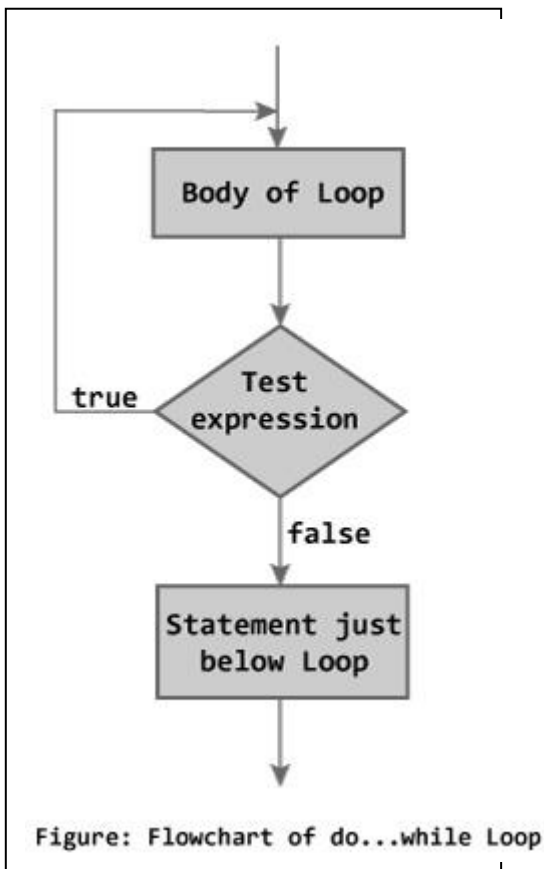 Body of Loop
Test
expression
true
false
Statement just
below Loop
Figure: Flowchart of do...while Loop